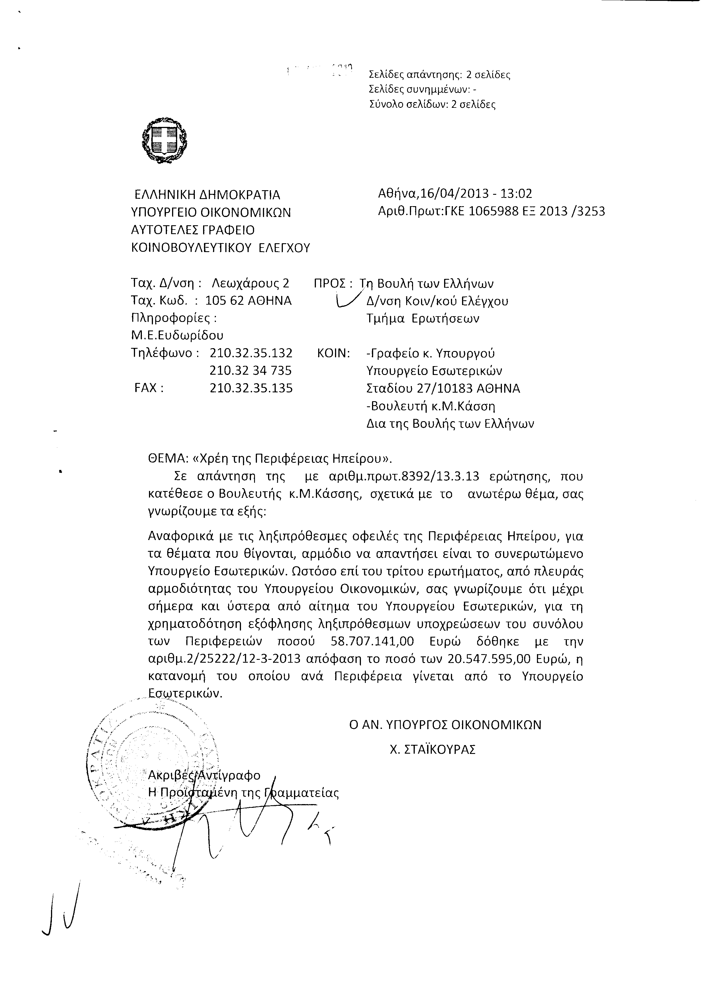 Σελίδες απάντησης: 2 σελίδες
Σελίδες συνημμένων: -
Σύνολο σελίδων: 2 σελίδες
ΕΛΛΗΝΙΚΗ ΔΗΜΟΚΡΑΤΙΑ
ΥΠΟΥΡΓΕΙΟ ΟΙΚΟΝΟΜΙΚΩΝ
ΑΥΤΟΤΕΛΕΣ ΓΡΑΦΕΙΟ
ΚΟΙΝΟΒΟΥΛΕΥΤΙΚΟΥ ΕΛΕΓΧΟΥ
Αθήνα,16/04/2013 - 13:02
Αριθ.Πρωτ:ΓΚΕ 1065988 ΕΞ 2013 /3253
Ταχ. Δ/νση : Λεωχάρους 2
Ταχ. Κωδ. : 105 62 ΑΘΗΝΑ
Πληροφορίες :
Μ.Ε.Ευδωρίδου
Τηλέφωνο : 210.32.35.132
210.32 34 735
FAX : 210.32.35.135
ΠΡΟΣ : Τη Βουλή των Ελλήνων
Δ/νση Κοιν/κού Ελέγχου
Τμήμα Ερωτήσεων
ΚΟΙΝ: -Γραφείο κ. Υπουργού
Υπουργείο Εσωτερικών
Σταδίου 27/10183 ΑΘΗΝΑ
-Βουλευτή κ.Μ.Κάσση
Δια της Βουλής των Ελλήνων
ΘΕΜΑ: «Χρέη της Περιφέρειας Ηπείρου».
Σε απάντηση της με αριθμ.πρωτ.8392/13.3.13 ερώτησης, που
κατέθεσε ο Βουλευτής κ.Μ.Κάσσης, σχετικά με το ανωτέρω θέμα, σας
γνωρίζουμε τα εξής:
Αναφορικά με τις ληξιπρόθεσμες οφειλές της Περιφέρειας Ηπείρου, για
τα θέματα που θίγονται, αρμόδιο να απαντήσει είναι το συνερωτώμενο
Υπουργείο Εσωτερικών. Ωστόσο επί του τρίτου ερωτήματος, από πλευράς
αρμοδιότητας του Υπουργείου Οικονομικών, σας γνωρίζουμε ότι μέχρι
σήμερα και ύστερα από αίτημα του Υπουργείου Εσωτερικών, για τη
χρηματοδότηση εξόφλησης ληξιπρόθεσμων υποχρεώσεων του συνόλου
των Περιφερειών ποσού 58.707.141,00 Ευρώ δόθηκε με την
αριθμ.2/25222/12-3-2013 απόφαση το ποσό των 20.547.595,00 Ευρώ, η
κατανομή του οποίου ανά Περιφέρεια γίνεται από το Υπουργείο
Εσωτερικών.
Ο ΑΝ. ΥΠΟΥΡΓΟΣ ΟΙΚΟΝΟΜΙΚΩΝ
Χ. ΣΤΑΪΚΟΥΡΑΣ
Ακριβές Αντίγραφο
Η Προϊσταμένη της Γραμματείας